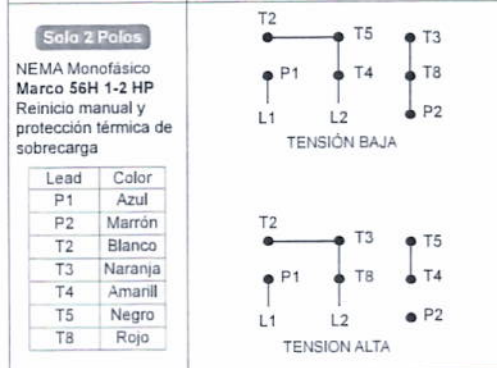 Solo 2 Polos
NEMA Monofásico
Marco 56H 1-2 HP
Reinicio manual y
protección térmica de
sobrecarga
Lead Color
P1 Azul
P2 Marrón
T2 Blanco
T3 Naranja
T4 Amarill
T5 Negro
T8 Rojo
T2 T5 T3
P1 T4 T8
L1 L2 P2
TENSIÓN BAJA
T2 T3 T5
P1 T8 T4
L1 L2 P2
TENSION ALTA